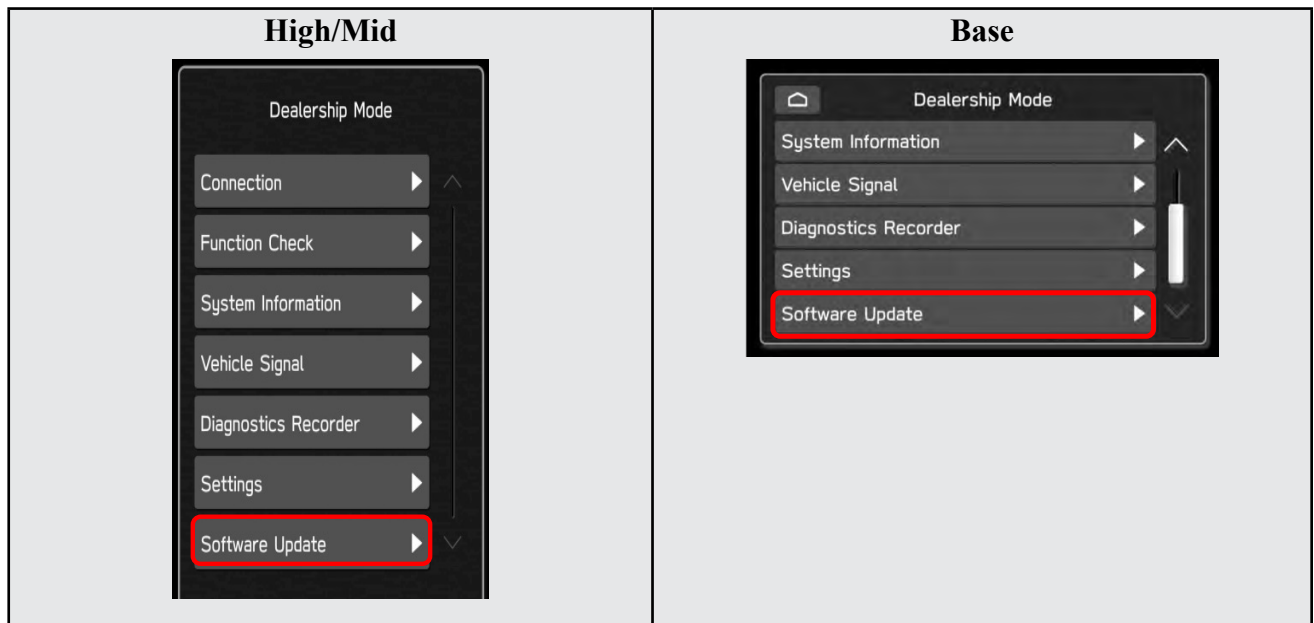 High/Mid
Dealership Mode
Connection
Function Check
System Information
Vehicle Signal
Diagnostics Recorder
Settings
Software Update
Base
Dealership Mode
System Information
Vehicle Signal
Diagnostics Recorder
Settings
Software Update